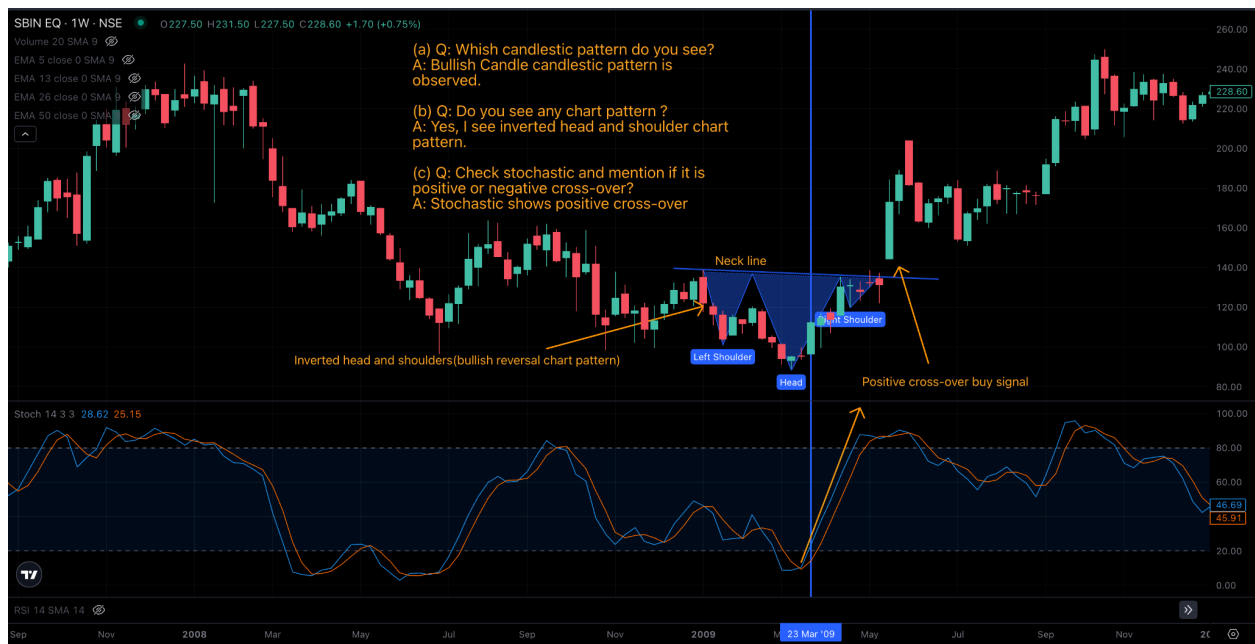 SBIN EQ · 1W · NSE O227.50 H231.50 L227.50 C228.60 +1.70 (+0.75%)
Volume 20 SMA 9
EMA 5 close 0 SMA 9
EMA 13 close 0 SMA 9
EMA 26 close 0 SMA 9
EMA 50 close 0 SMA 9
(a) Q: Whish candlestic pattern do you see?
A: Bullish Candle candlestic pattern is
observed.
(b) Q: Do you see any chart pattern ?
A: Yes, I see inverted head and shoulder chart
pattern.
(c) Q: Check stochastic and mention if it is
positive or negative cross-over?
A: Stochastic shows positive cross-over
260.00
240.00
228.60
220.00
200.00
180.00
160.00
140.00
120.00
100.00
80.00
Neck line
Right Shoulder
Left Shoulder
Head
Inverted head and shoulders(bullish reversal chart pattern)
Positive cross-over buy signal
Stoch 14 3 3 28.62 25.15
100.00
80.00
60.00
46.69
45.91
20.00
0.00
RSI 14 SMA 14
Sep Nov 2008 Mar May Jul Sep Nov 2009 23 Mar '09 May Jul Sep Nov